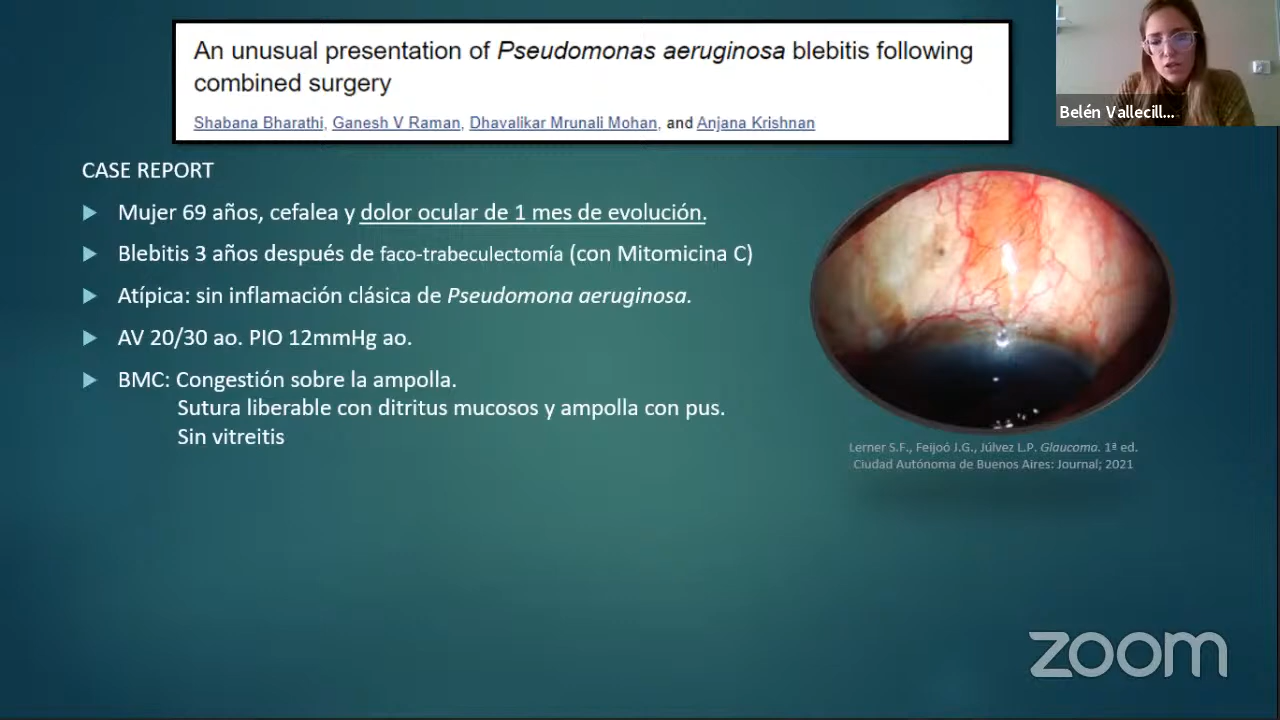 An unusual presentation of Pseudomonas aeruginosa blebitis following
combined surgery
Shabana Bharathi, Ganesh V Raman, Dhavalikar Mrunali Mohan, and Anjana Krishnan
Belén Vallecill...
CASE REPORT
Mujer 69 años, cefalea y dolor ocular de 1 mes de evolución.
Blebitis 3 años después de faco-trabeculectomía (con Mitomicina C)
Atípica: sin inflamación clásica de Pseudomona aeruginosa.
AV 20/30 ao. PIO 12mmHg ao.
BMC: Congestión sobre la ampolla.
Sutura liberable con ditritus mucosos y ampolla con pus.
Sin vitreitis
Lerner S.F., Feijoó J.G., Júlvez L.P. Glaucoma. 1ª ed.
Ciudad Autónoma de Buenos Aires: Journal; 2021
zoom